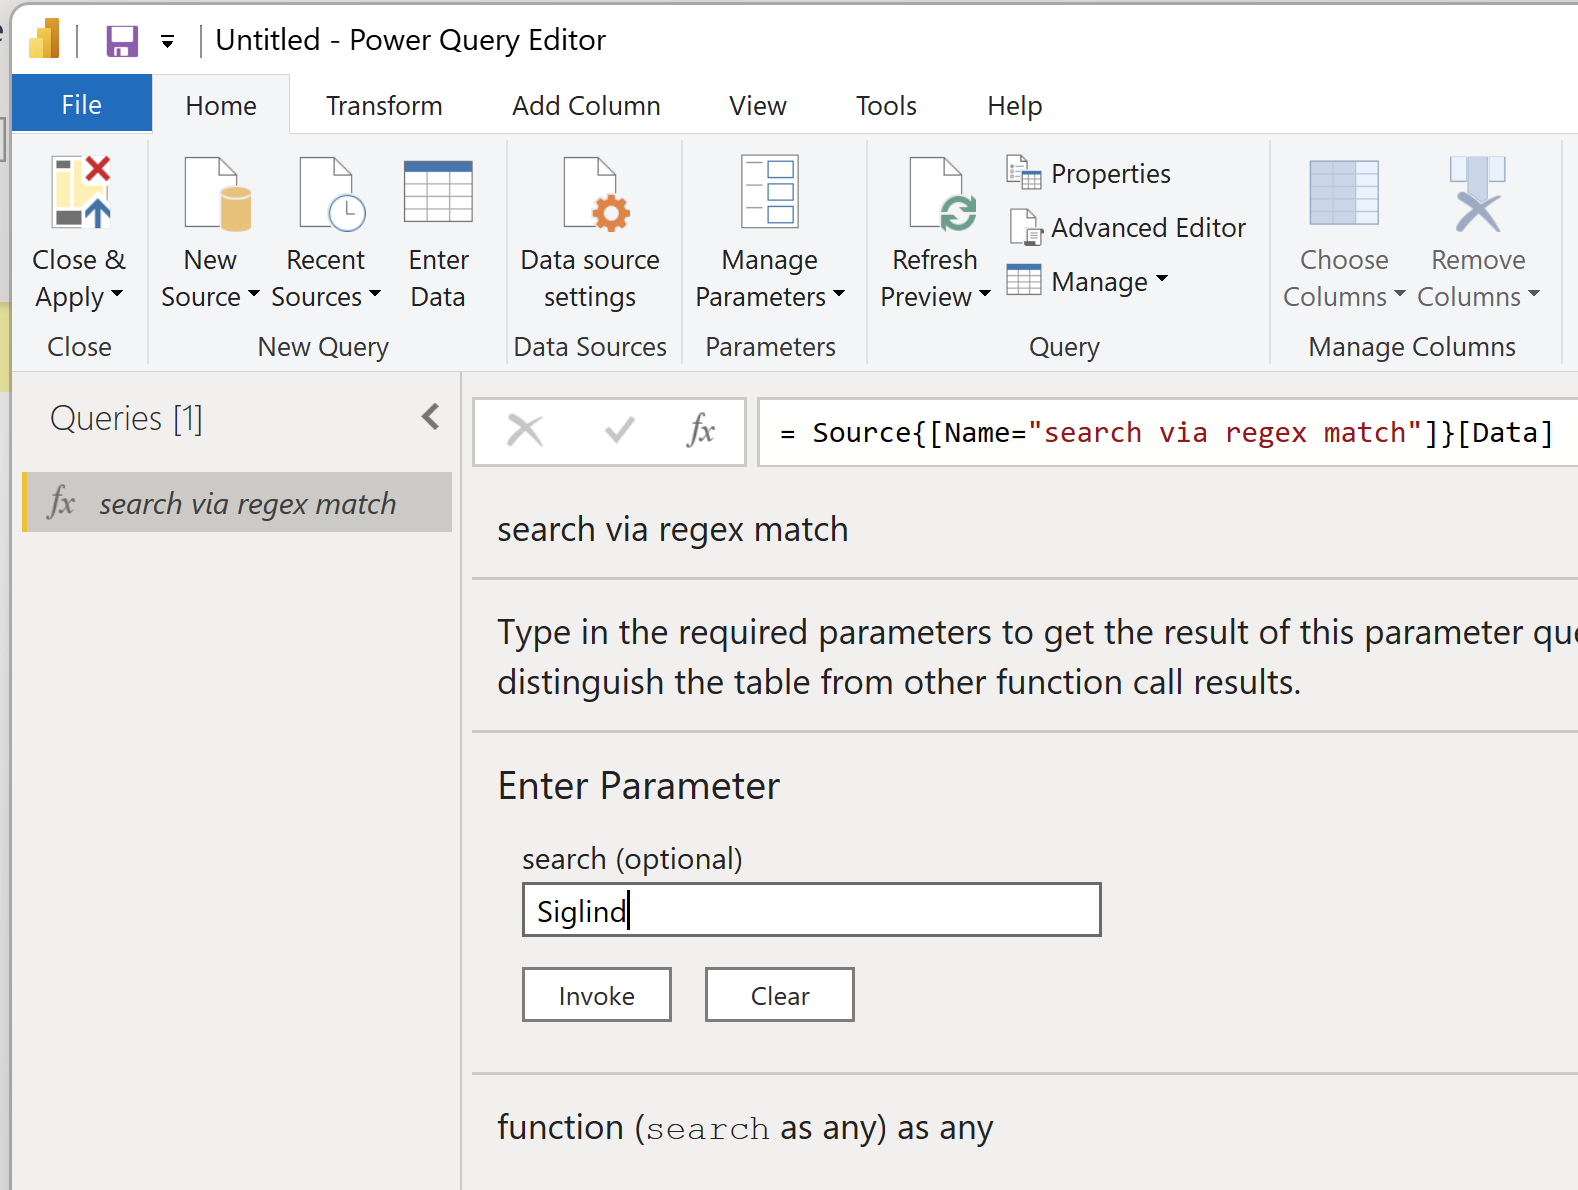 Untitled - Power Query Editor
File Home Transform Add Column View Tools Help
Close & Apply
New Source
Recent Sources
Enter Data
Data source settings
Manage Parameters
Refresh Preview
Properties
Advanced Editor
Manage
Choose Columns
Remove Columns
Close New Query Data Sources Parameters Query Manage Columns
Queries [1]
fx = Source{[Name="search via regex match"]}[Data]
fx search via regex match
search via regex match
Type in the required parameters to get the result of this parameter
distinguish the table from other function call results.
Enter Parameter
search (optional)
Siglind
Invoke Clear
function (search as any) as any